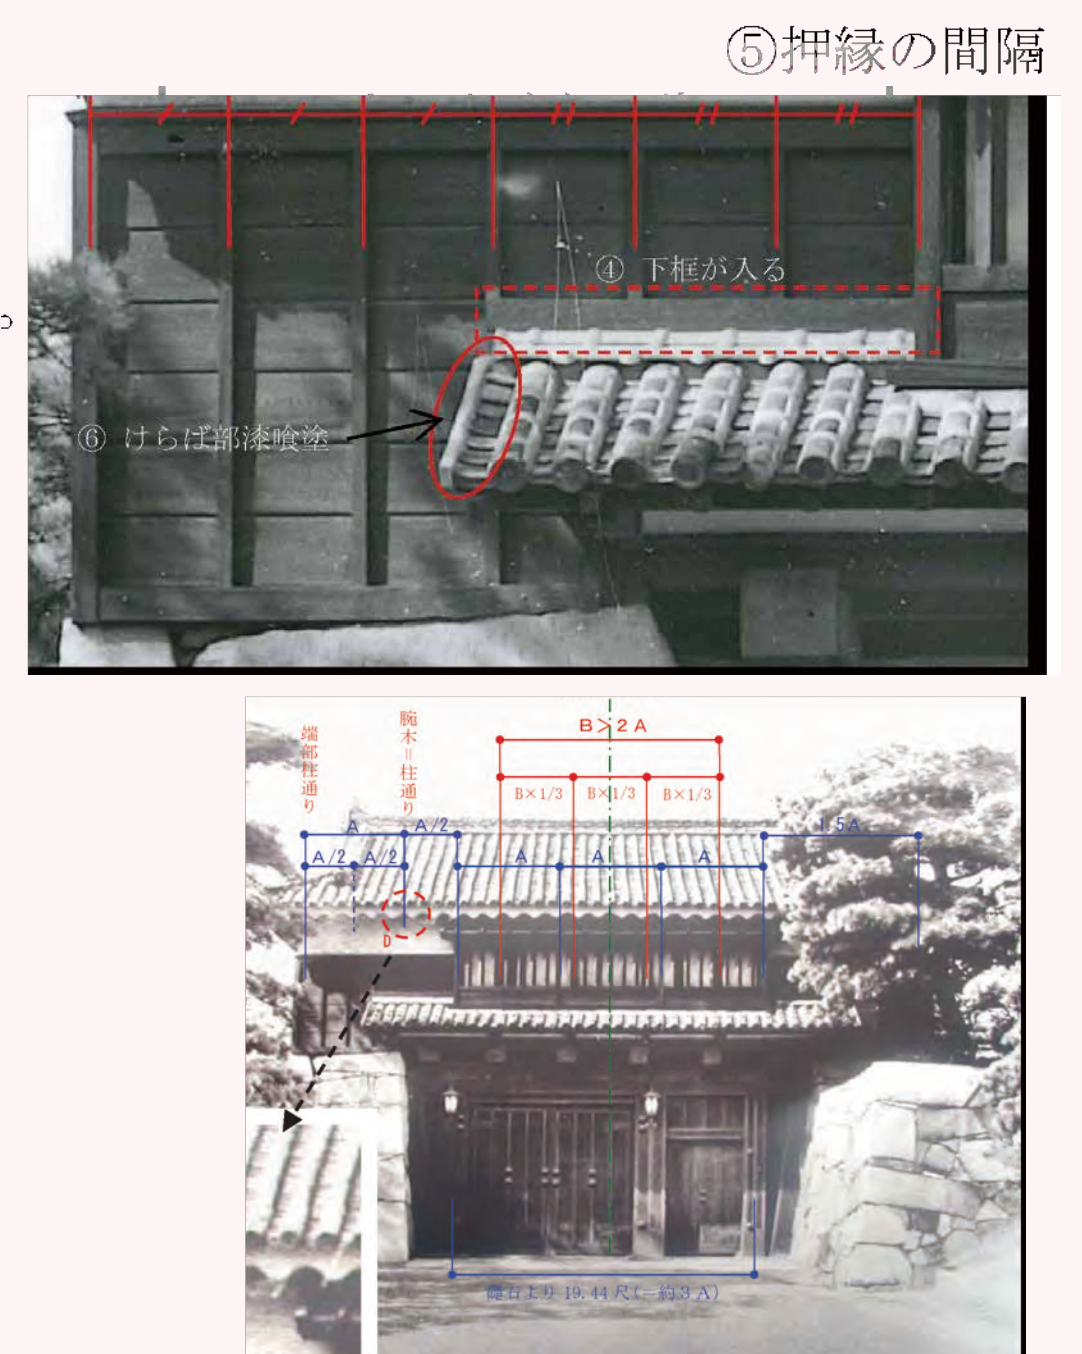 ⑤押縁の間隔
④ 下框が入る
⑥ けらば部漆喰塗
端部柱通り
腕木＝柱通り
B＞2A
B×1/3 B×1/3 B×1/3
A A/2 1.5A
A/2 A/2 A A A
D
礎石より 19.44 尺(＝約3A)